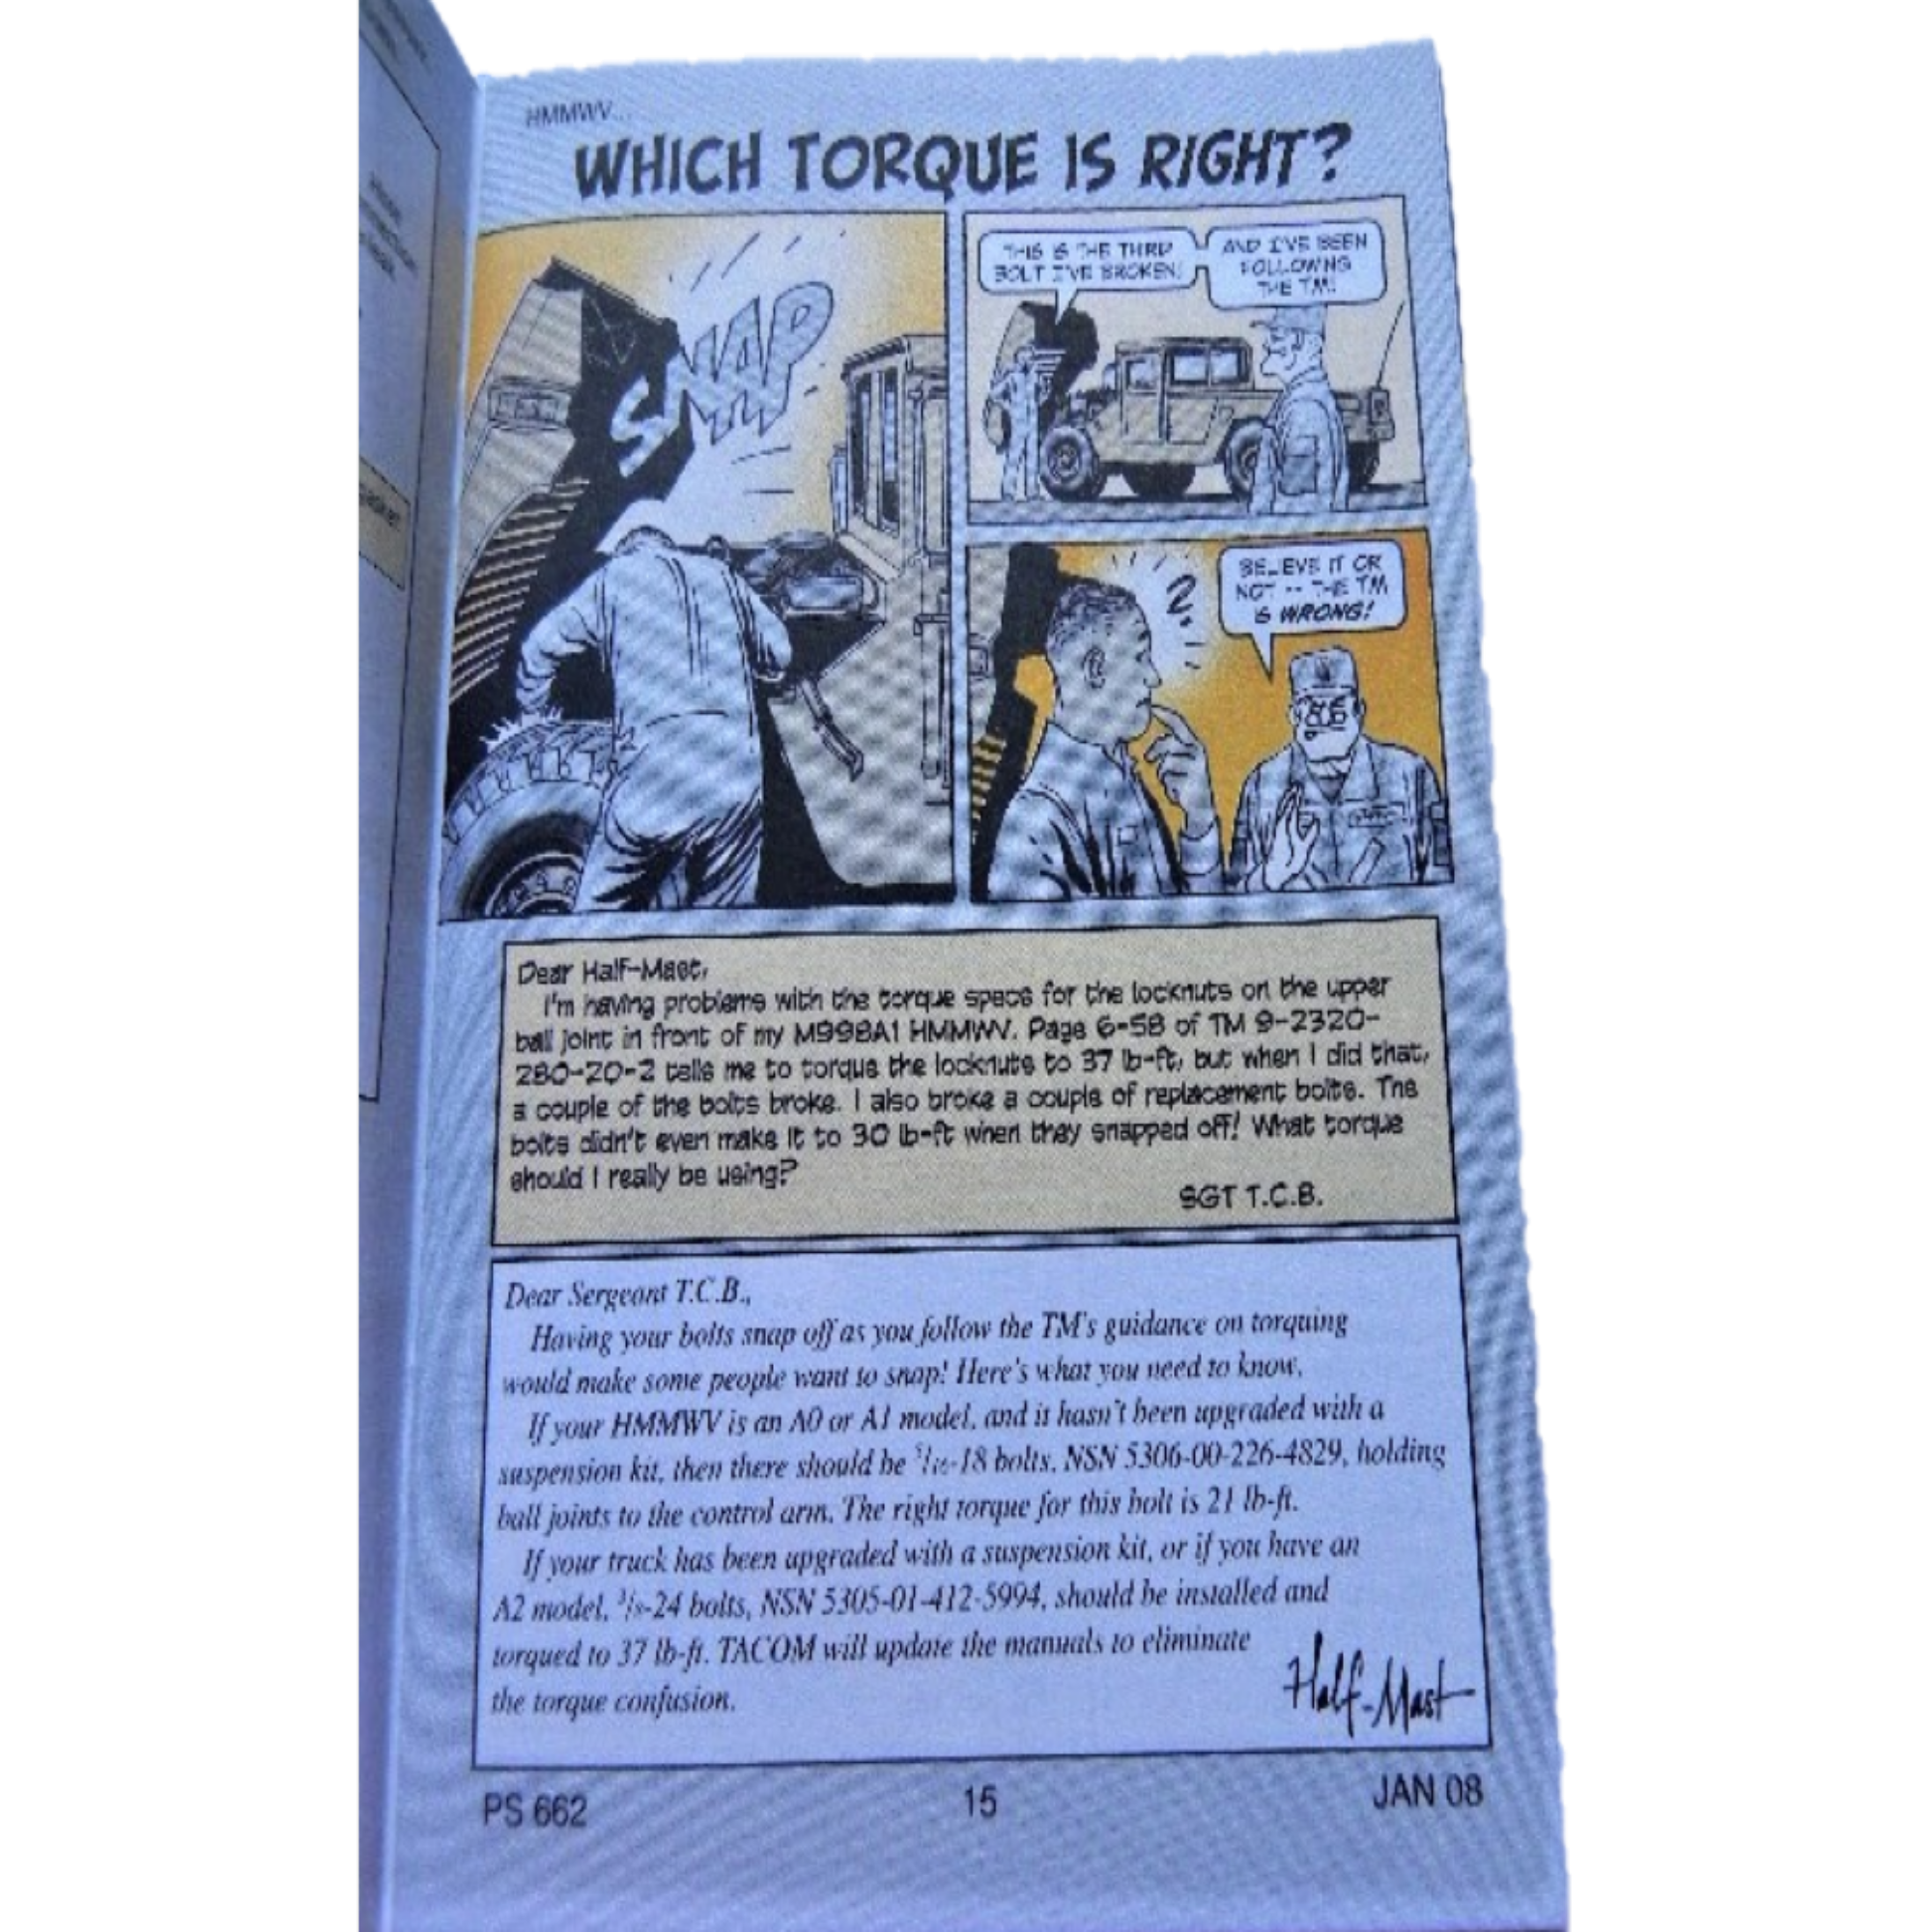 HMMWV...
WHICH TORQUE IS RIGHT?
SNAP
THIS IS THE THIRD
BOLT I'VE BROKEN!
AND I'VE BEEN
FOLLOWING
THE TM!
?
BELIEVE IT OR
NOT -- THE TM
IS WRONG!
Dear Half-Mast,
I'm having problems with the torque specs for the locknuts on the upper
ball joint in front of my M998A1 HMMWV. Page 6-58 of TM 9-2320-
280-20-2 tells me to torque the locknuts to 37 lb-ft, but when I did that,
a couple of the bolts broke. I also broke a couple of replacement bolts. The
bolts didn't even make it to 30 lb-ft when they snapped off! What torque
should I really be using?
SGT T.C.B.
Dear Sergeant T.C.B.,
Having your bolts snap off as you follow the TM's guidance on torquing
would make some people want to snap! Here's what you need to know.
If your HMMWV is an A0 or A1 model, and it hasn't been upgraded with a
suspension kit, then there should be 5/16-18 bolts, NSN 5306-00-226-4829, holding
ball joints to the control arm. The right torque for this bolt is 21 lb-ft.
If your truck has been upgraded with a suspension kit, or if you have an
A2 model, 3/8-24 bolts, NSN 5305-01-412-5994, should be installed and
torqued to 37 lb-ft. TACOM will update the manuals to eliminate
the torque confusion.
Half-Mast
PS 662
15
JAN 08